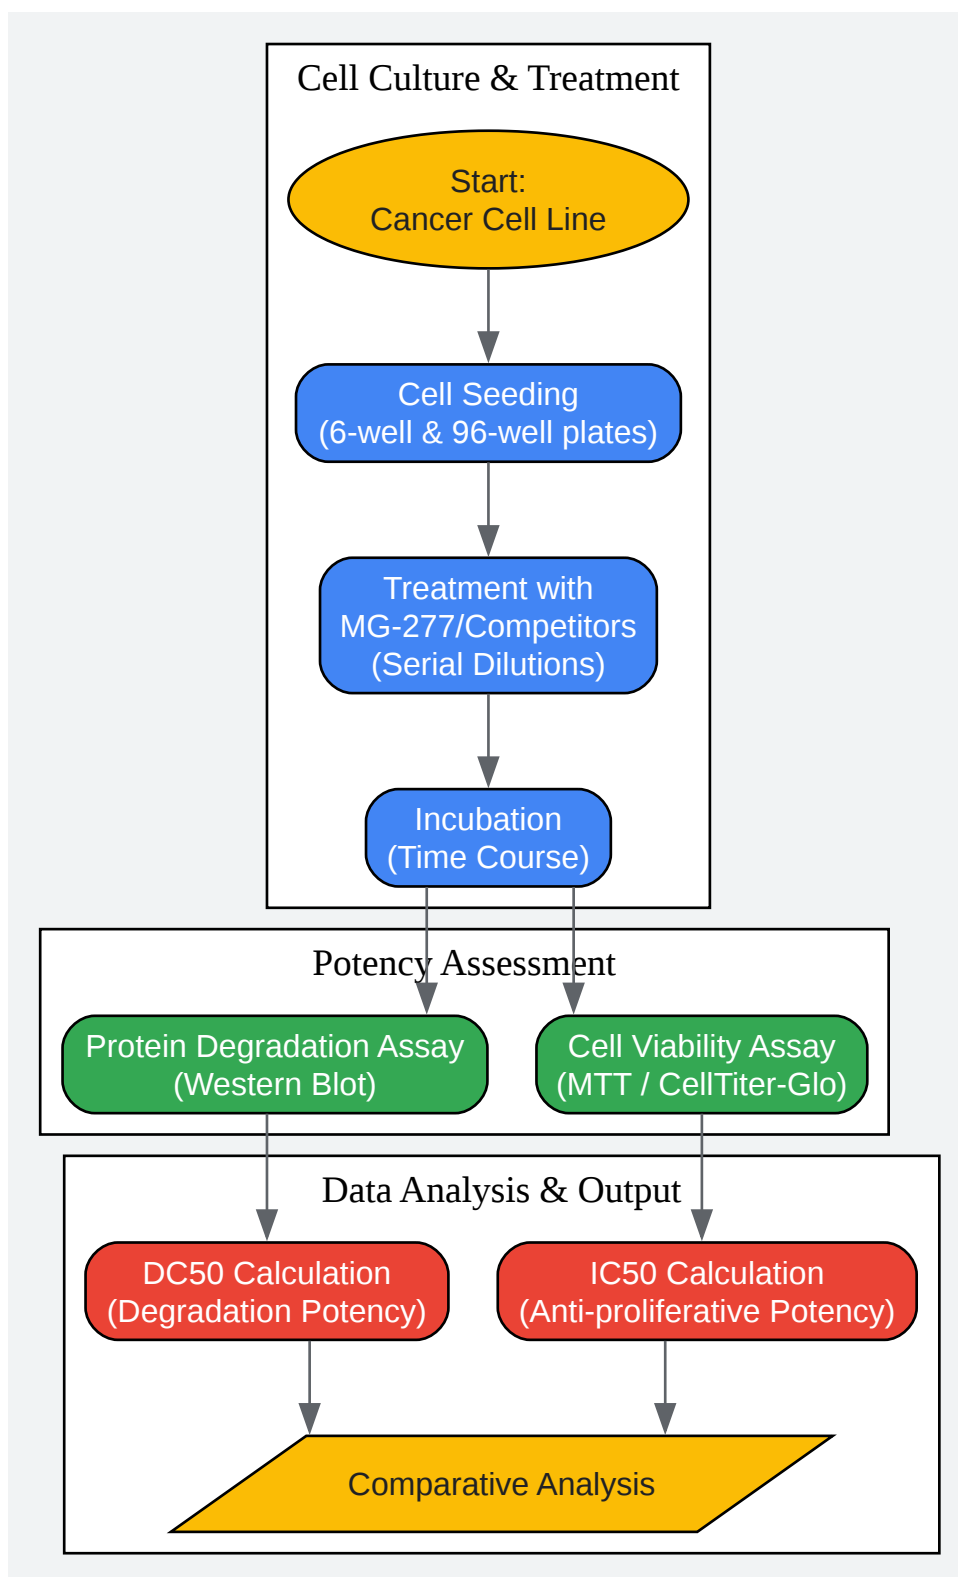 Cell Culture & Treatment
Start:
Cancer Cell Line
Cell Seeding
(6-well & 96-well plates)
Treatment with
MG-277/Competitors
(Serial Dilutions)
Incubation
(Time Course)
Potency Assessment
Protein Degradation Assay
(Western Blot)
Cell Viability Assay
(MTT / CellTiter-Glo)
Data Analysis & Output
DC50 Calculation
(Degradation Potency)
IC50 Calculation
(Anti-proliferative Potency)
Comparative Analysis